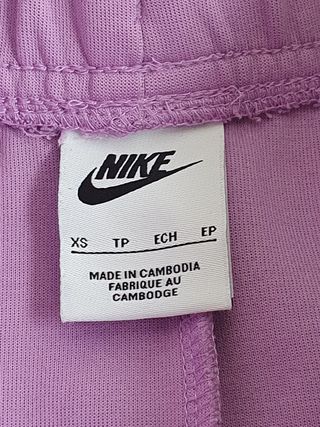 NIKE
XS TP ECH EP
MADE IN CAMBODIA
FABRIQUE AU
CAMBODGE